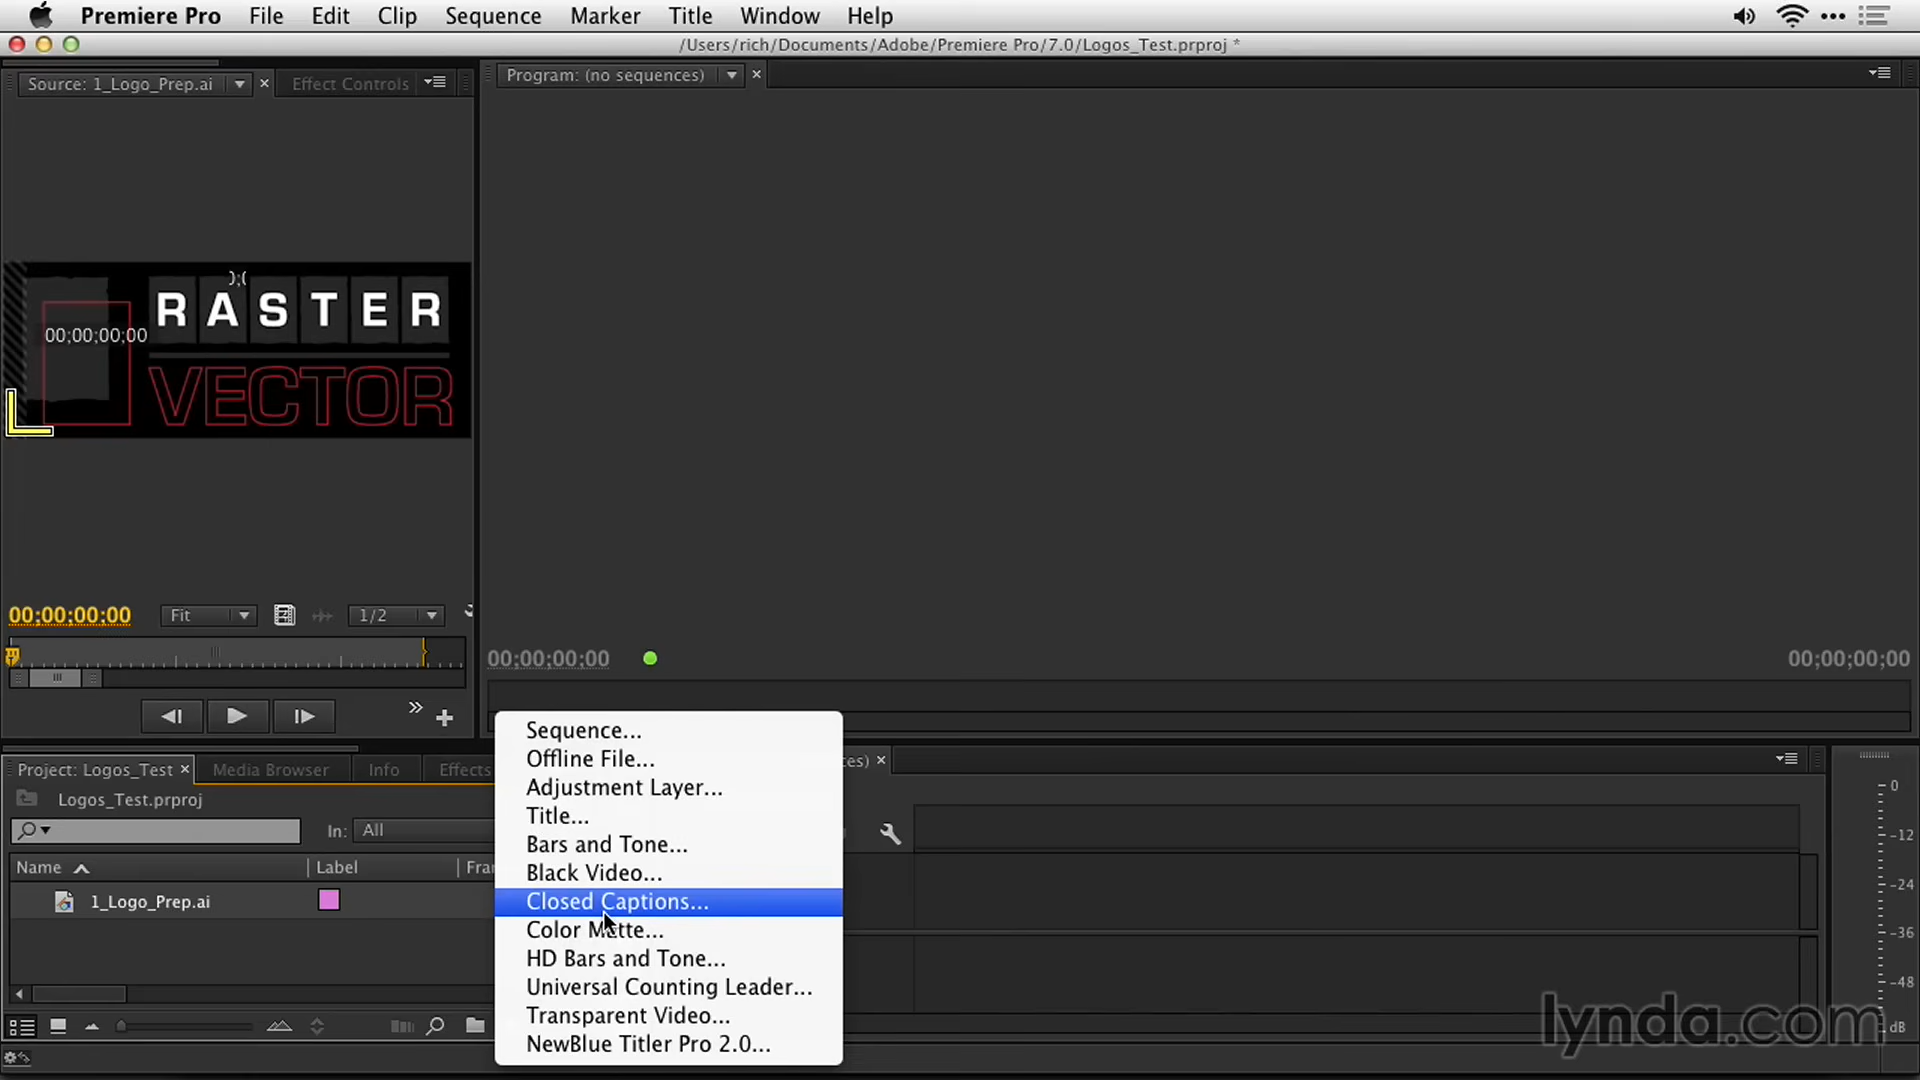 Premiere Pro File Edit Clip Sequence Marker Title Window Help
/Users/rich/Documents/Adobe/Premiere Pro/7.0/Logos_Test.prproj *
Source: 1_Logo_Prep.ai
Effect Controls
Program: (no sequences)
RASTER
00;00;00;00
VECTOR
00;00;00;00
Fit
1/2
00;00;00;00
00;00;00;00
Project: Logos_Test
Media Browser
Info
Effects
Logos_Test.prproj
In: All
Name
Label
1_Logo_Prep.ai
Sequence...
Offline File...
Adjustment Layer...
Title...
Bars and Tone...
Black Video...
Closed Captions...
Color Matte...
HD Bars and Tone...
Universal Counting Leader...
Transparent Video...
NewBlue Titler Pro 2.0...
0
-12
-24
-36
-48
dB
lynda.com